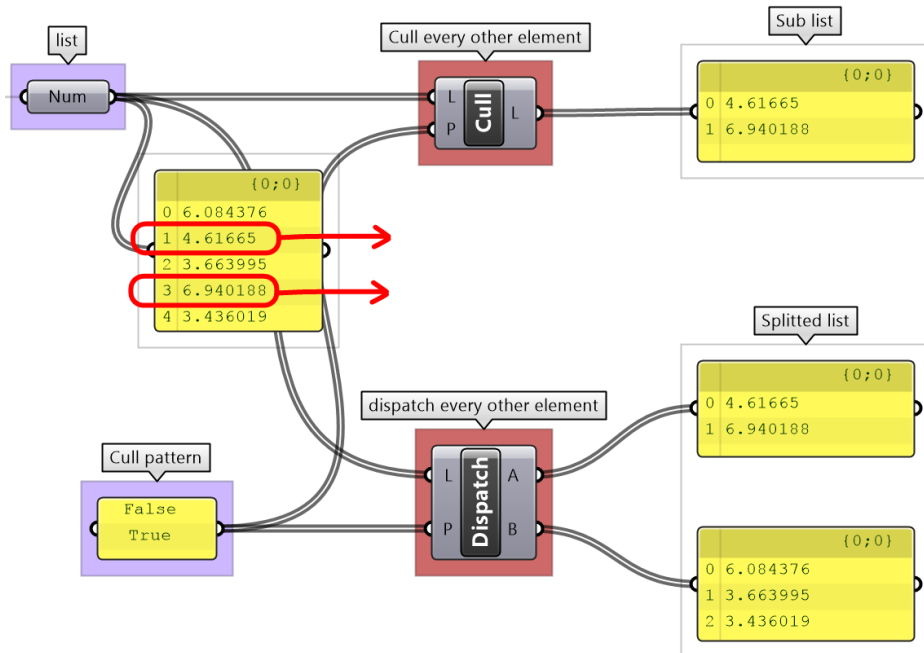 list
Num
Cull every other element
L
P
Cull
L
Sub list
{0;0}
0 4.61665
1 6.940188
{0;0}
0 6.084376
1 4.61665
2 3.663995
3 6.940188
4 3.436019
Cull pattern
False
True
dispatch every other element
L
P
Dispatch
A
B
Splitted list
{0;0}
0 4.61665
1 6.940188
{0;0}
0 6.084376
1 3.663995
2 3.436019